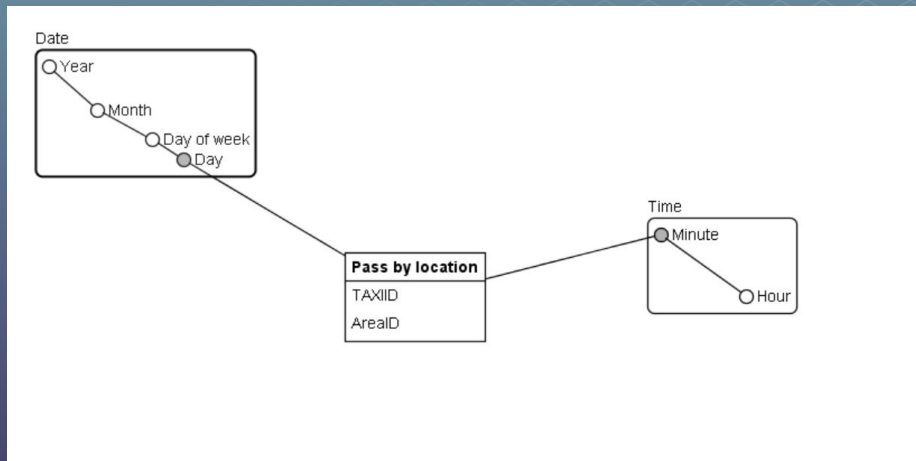 Date
Year
Month
Day of week
Day
Time
Minute
Hour
Pass by location
TAXIID
AreaID